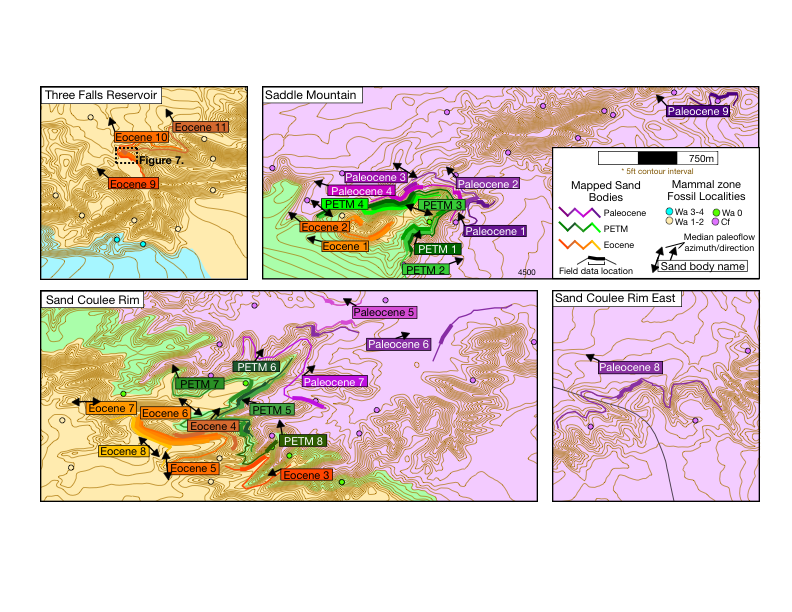 Three Falls Reservoir
Eocene 11
Eocene 10
Figure 7.
Eocene 9
Saddle Mountain
Paleocene 9
Paleocene 3
Paleocene 2
Paleocene 4
PETM 4
PETM 3
Eocene 2
Paleocene 1
Eocene 1
PETM 1
PETM 2
4500
750m
* 5ft contour interval
Mapped Sand
Bodies
Paleocene
PETM
Eocene
Field data location
Mammal zone
Fossil Localities
Wa 3-4
Wa 0
Wa 1-2
Cf
Median paleoflow
azimuth/direction
Sand body name
Sand Coulee Rim
Paleocene 5
Paleocene 6
PETM 6
PETM 7
Paleocene 7
Eocene 7
Eocene 6
PETM 5
Eocene 4
PETM 8
Eocene 8
Eocene 5
Eocene 3
Sand Coulee Rim East
Paleocene 8